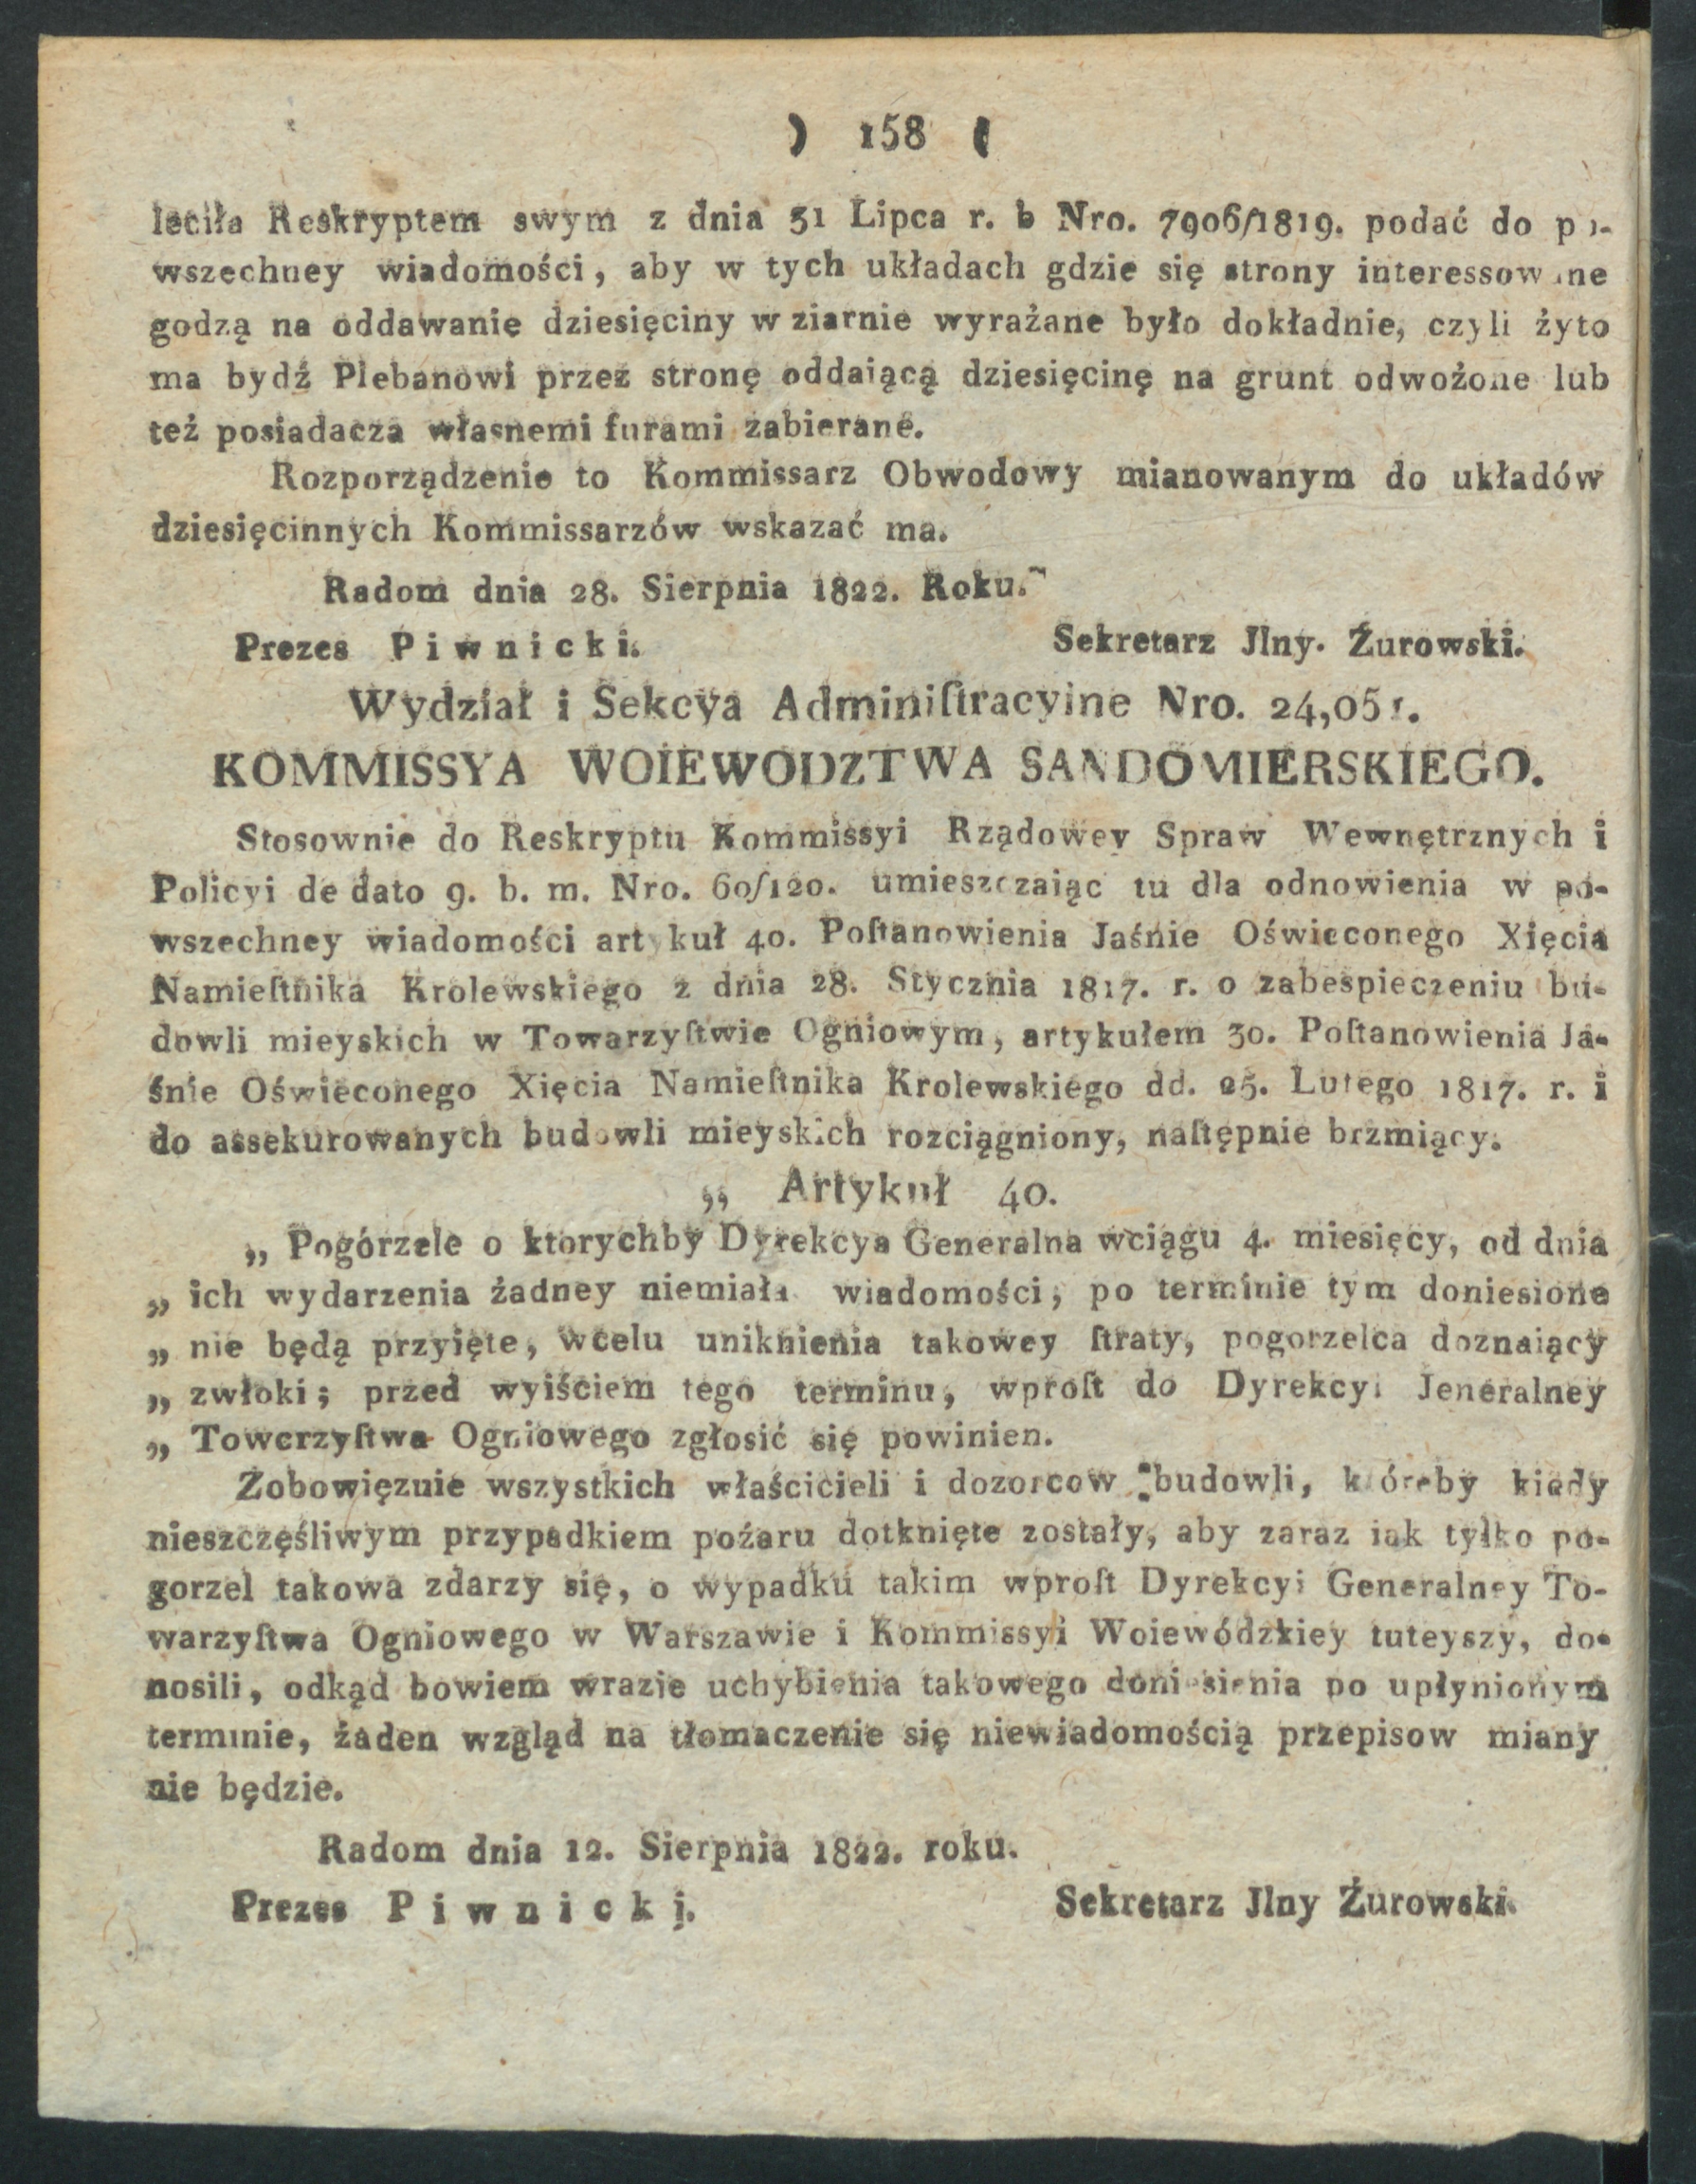 ) 158 (
leciła Reskryptem swym z dnia 31 Lipca r. b Nro. 7906/1819. podać do po-
wszechney wiadomości, aby w tych układach gdzie się strony interessowane
godzą na oddawanie dziesięciny w ziarnie wyrażane było dokładnie, czyli żyto
ma bydź Plebanowi przez stronę oddaiącą dziesięcinę na grunt odwożone lub
też posiadacza własnemi furami zabierane.
Rozporządzenie to Kommissarz Obwodowy mianowanym do układów
dziesięcinnych Kommissarzów wskazać ma.
Radom dnia 28. Sierpnia 1822. Roku.
Prezes Piwnicki. Sekretarz Jlny. Żurowski.
Wydział i Sekcya Adminiſtracyine Nro. 24,051.
KOMMISSYA WOIEWODZTWA SANDOMIERSKIEGO.
Stosownie do Reskryptu Kommissyi Rządowey Spraw Wewnętrznych i
Policyi de dato 9. b. m. Nro. 60/120. umieszczaiąc tu dla odnowienia w po-
wszechney wiadomości artykuł 40. Poſtanowienia Jaśnie Oświeconego Xięcia
Namieſtnika Krolewskiego z dnia 28. Stycznia 1817. r. o zabespieczeniu bu-
dowli mieyskich w Towarzyſtwie Ogniowym, artykułem 30. Poſtanowienia Ja-
śnie Oświeconego Xięcia Namieſtnika Krolewskiego dd. 25. Lutego 1817. r. i
do assekurowanych budowli mieyskich rozciągniony, naſtępnie brzmiący.
„ Artykuł 40.
„ Pogórzele o ktorychby Dyrekcya Generalna wciągu 4. miesięcy, od dnia
„ ich wydarzenia żadney niemiała wiadomości, po terminie tym doniesione
„ nie będą przyięte, wcelu uniknienia takowey ſtraty, pogorzelca doznaiący
„ zwłoki; przed wyiściem tego terminu, wproſt do Dyrekcyi Jeneralney
„ Towerzyſtwa Ogniowego zgłosić się powinien.
Zobowięzuie wszystkich właścicieli i dozorcow budowli, któreby kiedy
nieszczęśliwym przypadkiem pożaru dotknięte zostały, aby zaraz iak tylko po-
gorzel takowa zdarzy się, o wypadku takim wproſt Dyrekcyi Generalney To-
warzyſtwa Ogniowego w Warszawie i Kommissyi Woiewódzkiey tuteyszy, do-
nosili, odkąd bowiem wrazie uchybienia takowego doniesienia po upłynionym
terminie, żaden wzgląd na tłomaczenie się niewiadomością przepisow miany
nie będzie.
Radom dnia 12. Sierpnia 1822. roku.
Prezes Piwnicki. Sekretarz Jlny Żurowski.